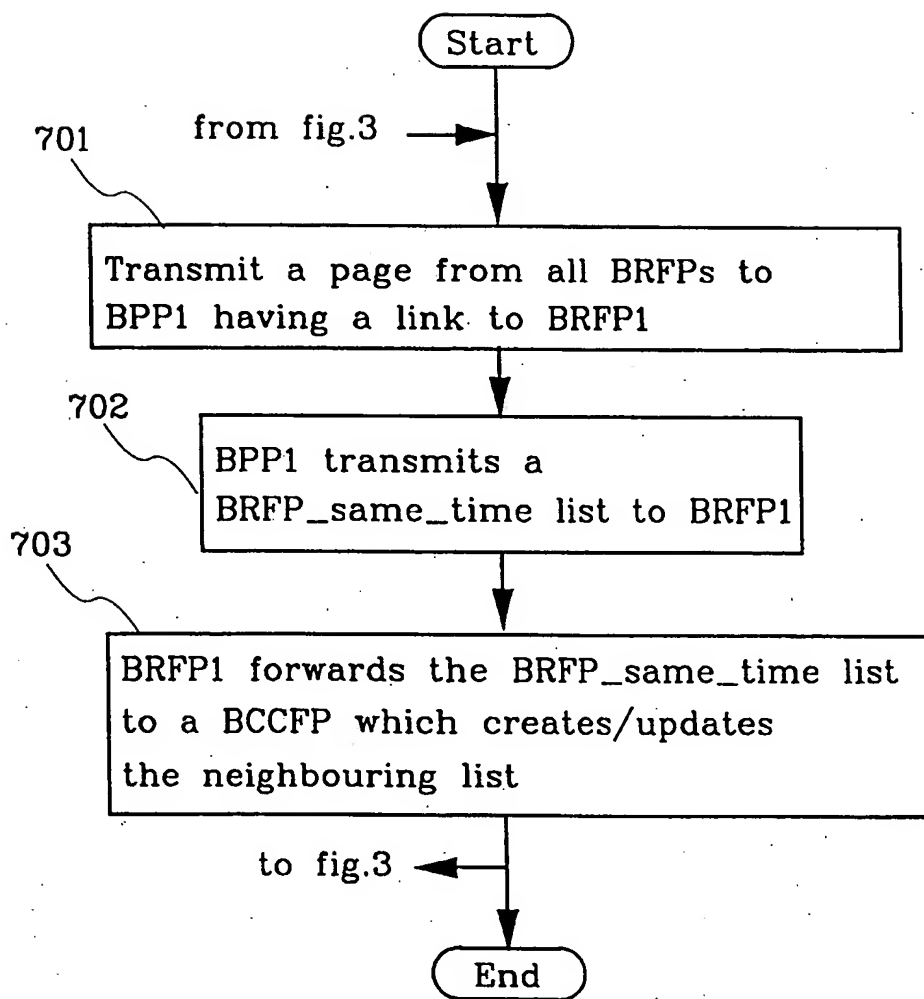 Start
from fig.3
701
Transmit a page from all BRFPs to
BPP1 having a link to BRFP1
702
BPP1 transmits a
BRFP_same_time list to BRFP1
703
BRFP1 forwards the BRFP_same_time list
to a BCCFP which creates/updates
the neighbouring list
to fig.3
End